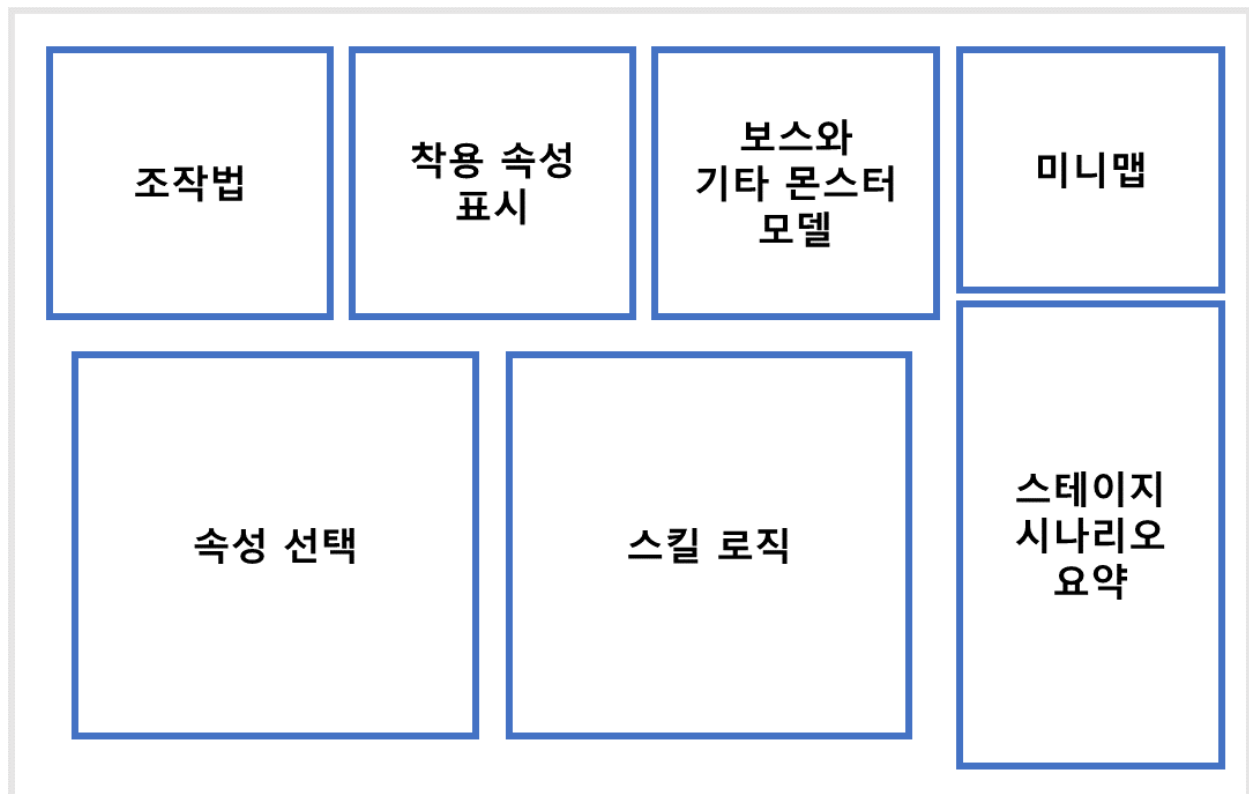 조작법
착용 속성
표시
보스와
기타 몬스터
모델
미니맵
속성 선택
스킬 로직
스테이지
시나리오
요약